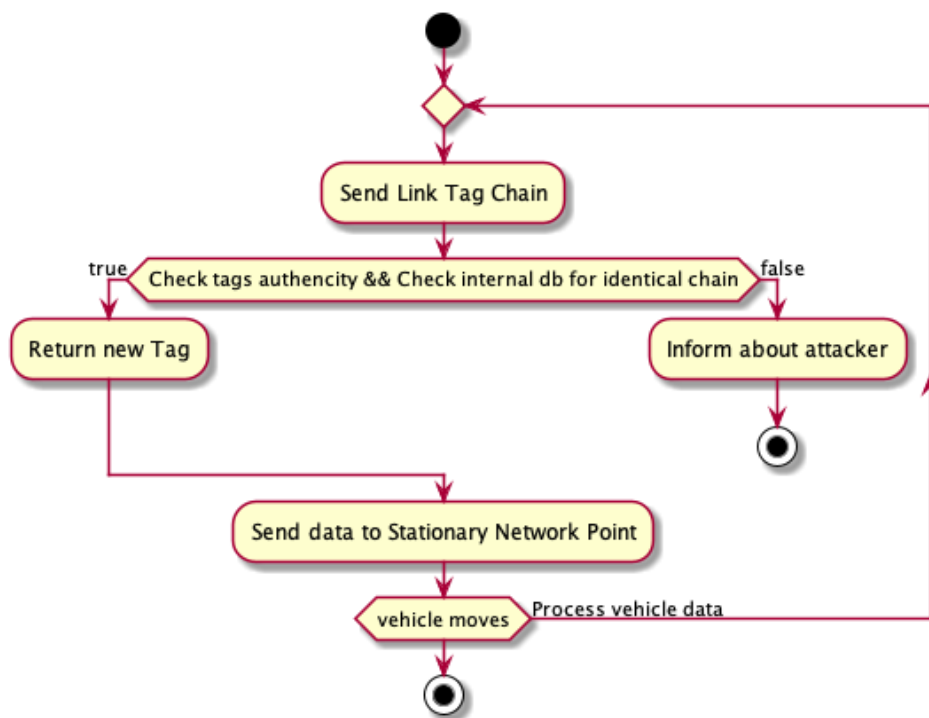 Send Link Tag Chain
true
Check tags authencity && Check internal db for identical chain
false
Return new Tag
Inform about attacker
Send data to Stationary Network Point
vehicle moves
Process vehicle data